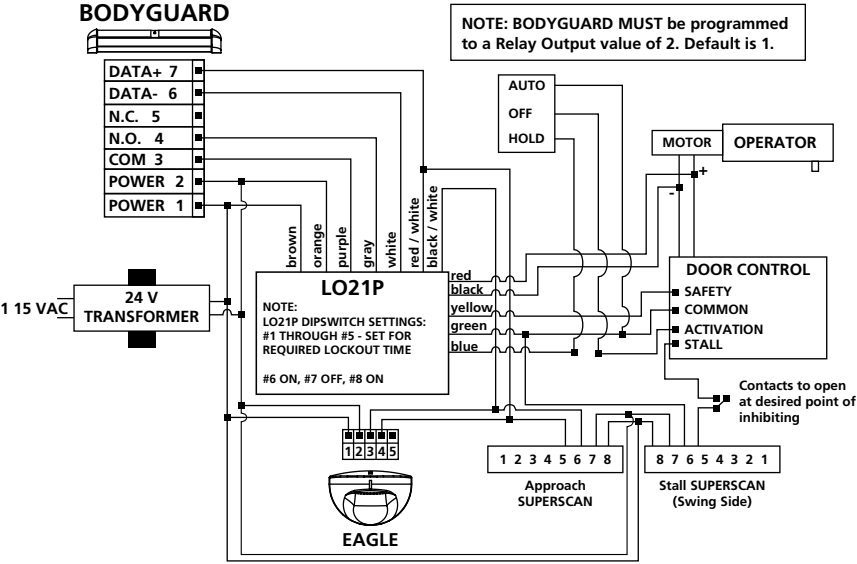 BODYGUARD
NOTE: BODYGUARD MUST be programmed
to a Relay Output value of 2. Default is 1.
DATA+ 7
DATA- 6
N.C. 5
N.O. 4
COM 3
POWER 2
POWER 1
AUTO
OFF
HOLD
MOTOR
OPERATOR
+
-
brown
orange
purple
gray
white
red / white
black / white
red
black
yellow
green
blue
LO21P
NOTE:
LO21P DIPSWITCH SETTINGS:
#1 THROUGH #5 - SET FOR
REQUIRED LOCKOUT TIME
#6 ON, #7 OFF, #8 ON
DOOR CONTROL
SAFETY
COMMON
ACTIVATION
STALL
1 15 VAC
24 V
TRANSFORMER
Contacts to open
at desired point of
inhibiting
1 2 3 4 5
EAGLE
1 2 3 4 5 6 7 8
Approach
SUPERSCAN
8 7 6 5 4 3 2 1
Stall SUPERSCAN
(Swing Side)